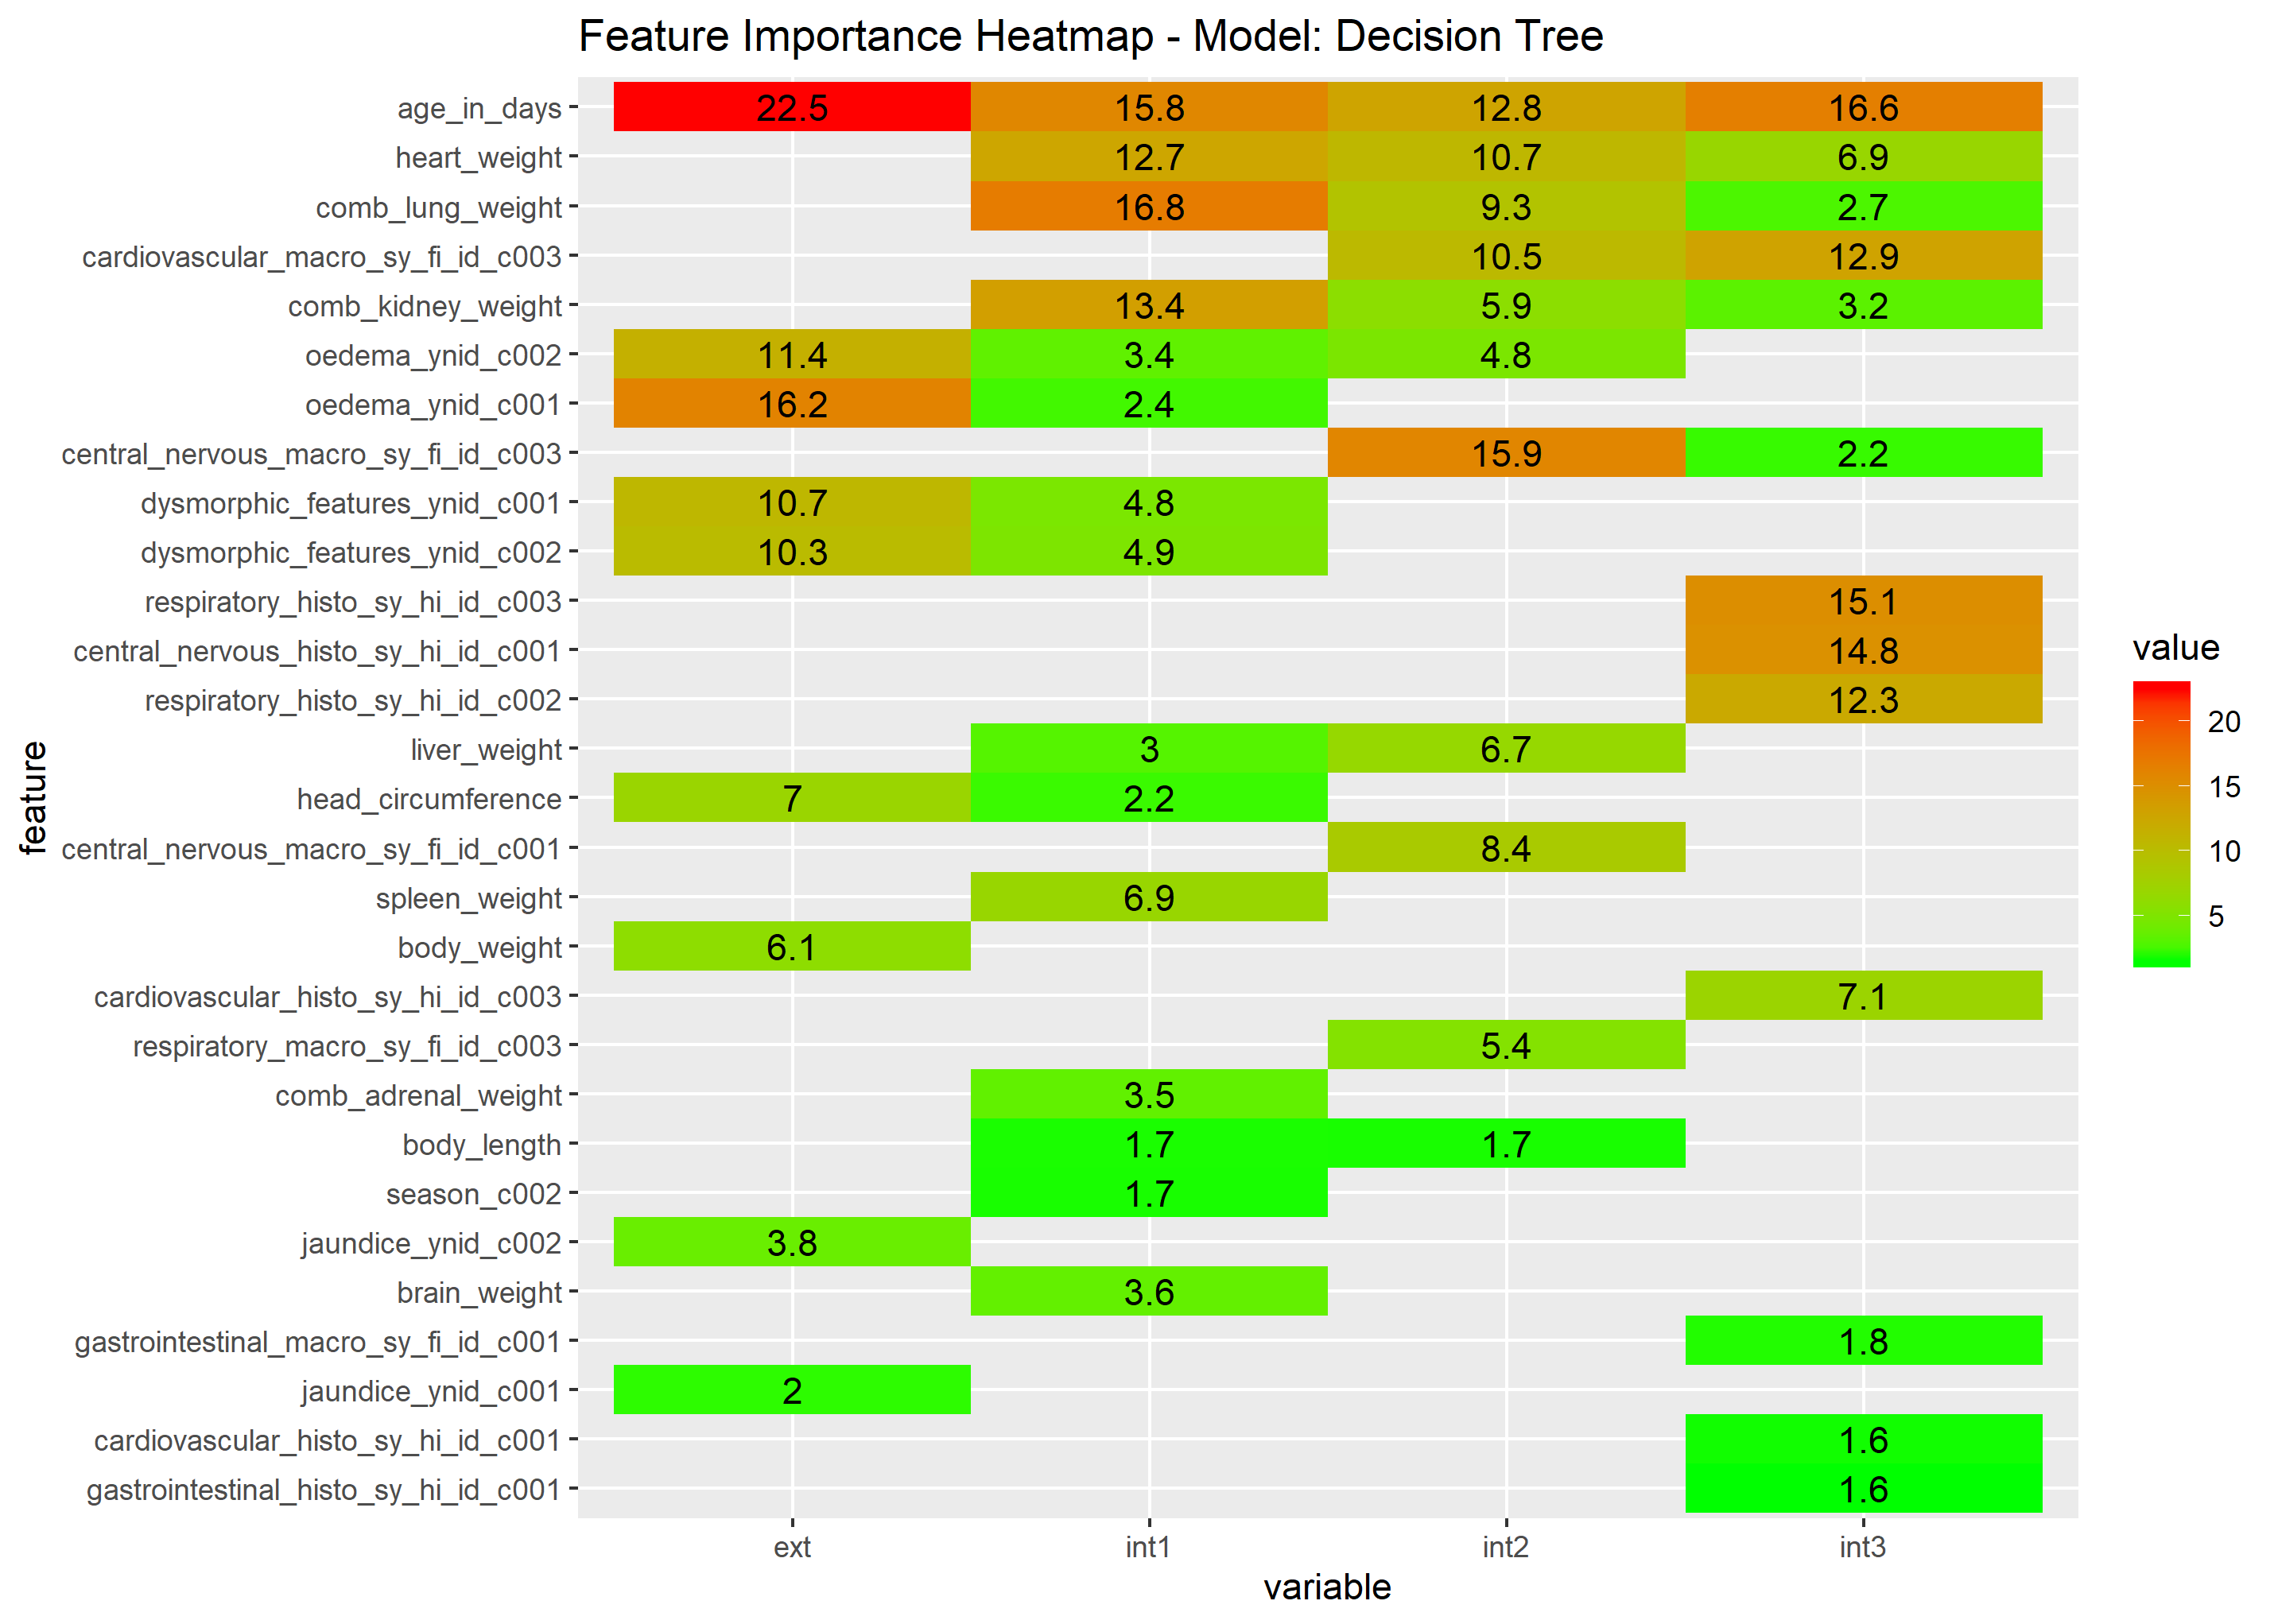 Feature Importance Heatmap - Model: Decision Tree
age_in_days 22.5 15.8 12.8 16.6
heart_weight 12.7 10.7 6.9
comb_lung_weight 16.8 9.3 2.7
cardiovascular_macro_sy_fi_id_c003 10.5 12.9
comb_kidney_weight 13.4 5.9 3.2
oedema_ynid_c002 11.4 3.4 4.8
oedema_ynid_c001 16.2 2.4
central_nervous_macro_sy_fi_id_c003 15.9 2.2
dysmorphic_features_ynid_c001 10.7 4.8
dysmorphic_features_ynid_c002 10.3 4.9
respiratory_histo_sy_hi_id_c003 15.1
central_nervous_histo_sy_hi_id_c001 14.8
respiratory_histo_sy_hi_id_c002 12.3
liver_weight 3 6.7
head_circumference 7 2.2
central_nervous_macro_sy_fi_id_c001 8.4
spleen_weight 6.9
body_weight 6.1
cardiovascular_histo_sy_hi_id_c003 7.1
respiratory_macro_sy_fi_id_c003 5.4
comb_adrenal_weight 3.5
body_length 1.7 1.7
season_c002 1.7
jaundice_ynid_c002 3.8
brain_weight 3.6
gastrointestinal_macro_sy_fi_id_c001 1.8
jaundice_ynid_c001 2
cardiovascular_histo_sy_hi_id_c001 1.6
gastrointestinal_histo_sy_hi_id_c001 1.6
ext int1 int2 int3
variable
feature
value
20
15
10
5